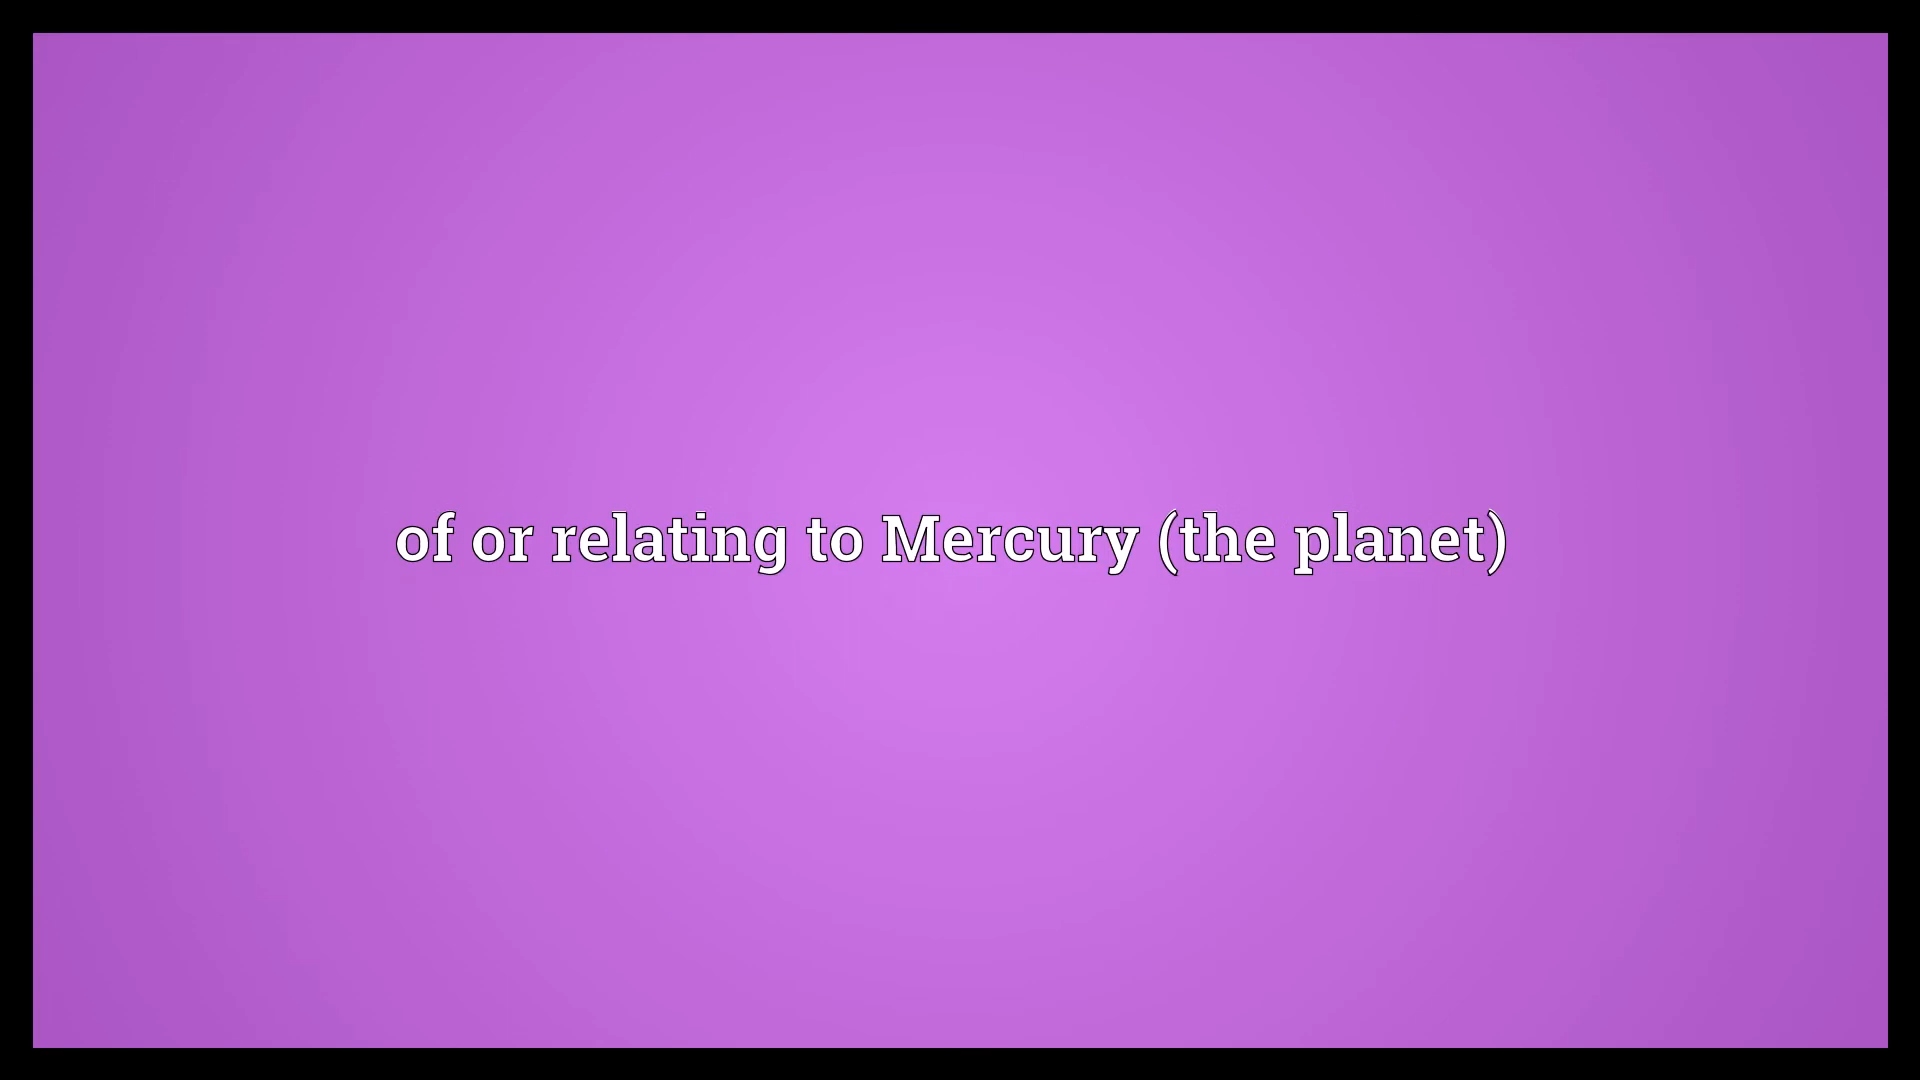 of or relating to Mercury (the planet)